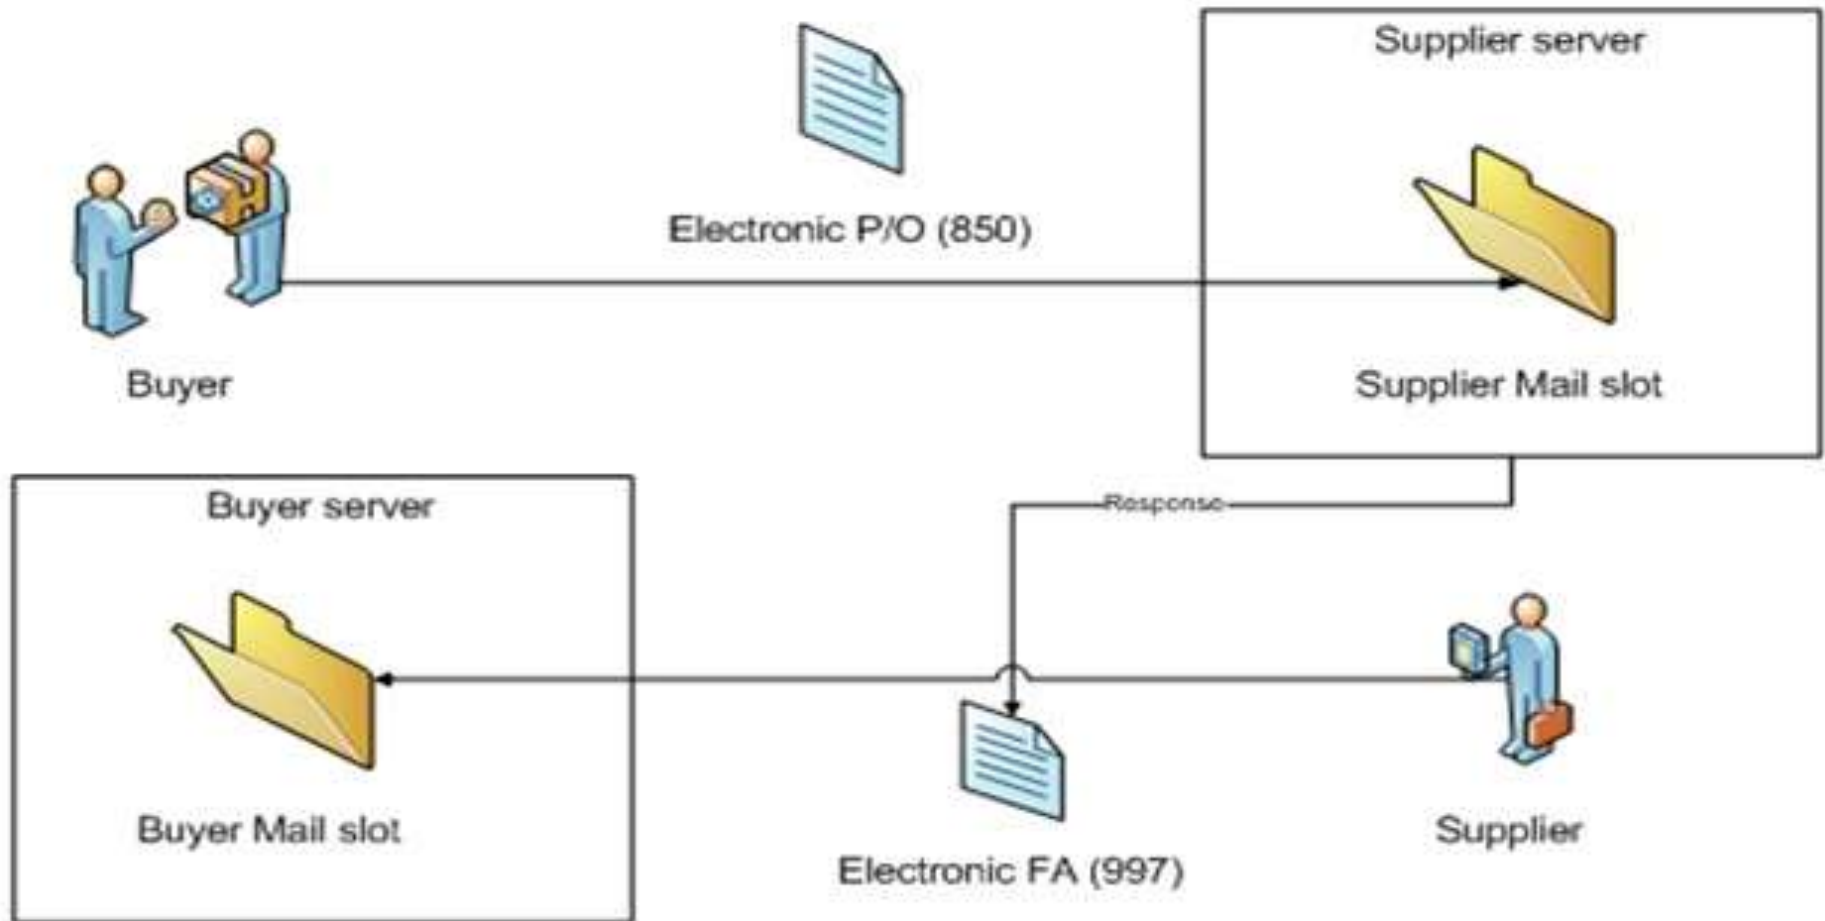 Supplier server
Electronic P/O (850)
Buyer
Supplier Mail slot
Buyer server
Response
Buyer Mail slot
Supplier
Electronic FA (997)